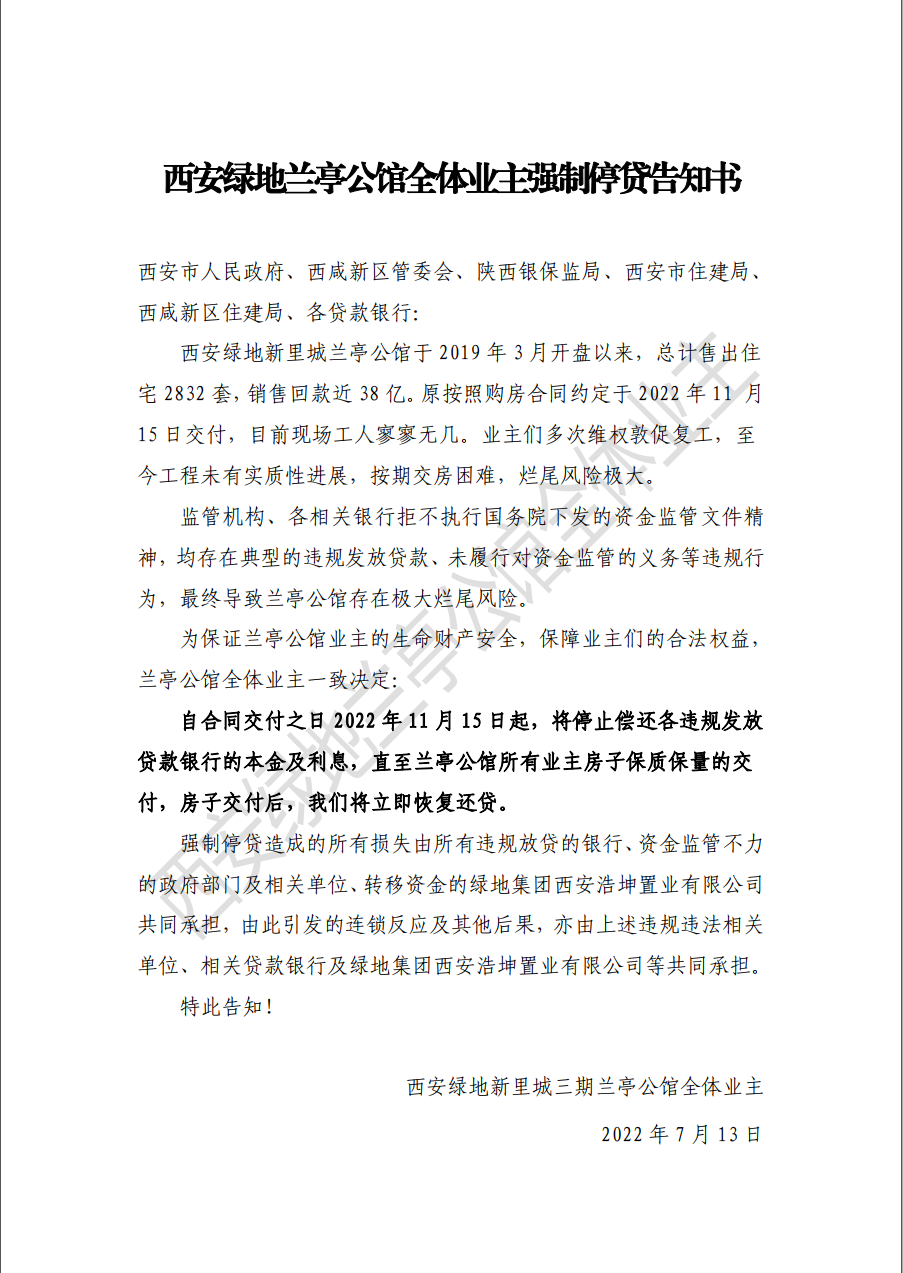 西安绿地兰亭公馆全体业主强制停贷告知书
西安市人民政府、西咸新区管委会、陕西银保监局、西安市住建局、
西咸新区住建局、各贷款银行：
西安绿地新里城兰亭公馆于 2019 年 3 月开盘以来，总计售出住
宅 2832 套，销售回款近 38 亿。原按照购房合同约定于 2022 年 11 月
15 日交付，目前现场工人寥寥无几。业主们多次维权敦促复工，至
今工程未有实质性进展，按期交房困难，烂尾风险极大。
监管机构、各相关银行拒不执行国务院下发的资金监管文件精
神，均存在典型的违规发放贷款、未履行对资金监管的义务等违规行
为，最终导致兰亭公馆存在极大烂尾风险。
为保证兰亭公馆业主的生命财产安全，保障业主们的合法权益，
兰亭公馆全体业主一致决定：
自合同交付之日 2022 年 11 月 15 日起，将停止偿还各违规发放
贷款银行的本金及利息，直至兰亭公馆所有业主房子保质保量的交
付，房子交付后，我们将立即恢复还贷。
强制停贷造成的所有损失由所有违规放贷的银行、资金监管不力
的政府部门及相关单位、转移资金的绿地集团西安浩坤置业有限公司
共同承担，由此引发的连锁反应及其他后果，亦由上述违规违法相关
单位、相关贷款银行及绿地集团西安浩坤置业有限公司等共同承担。
特此告知！
西安绿地新里城三期兰亭公馆全体业主
2022 年 7 月 13 日
西安绿地兰亭公馆全体业主